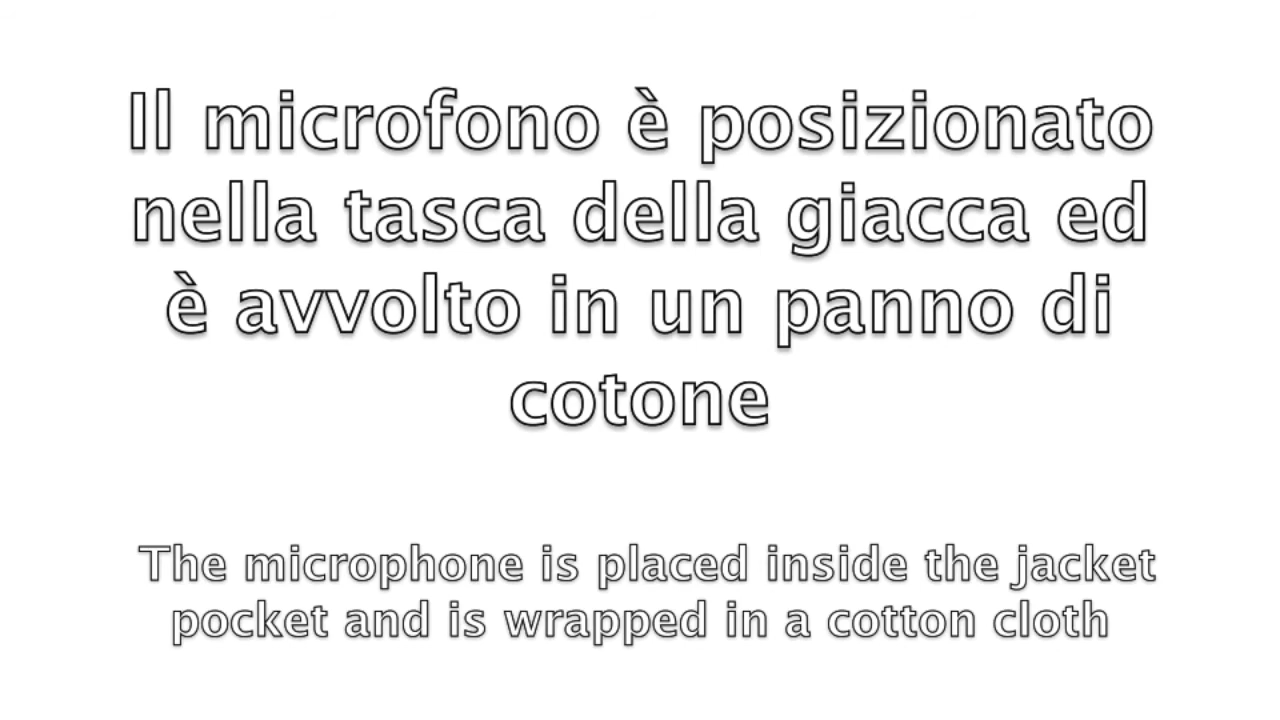 Il microfono è posizionato
nella tasca della giacca ed
è avvolto in un panno di
cotone
The microphone is placed inside the jacket
pocket and is wrapped in a cotton cloth